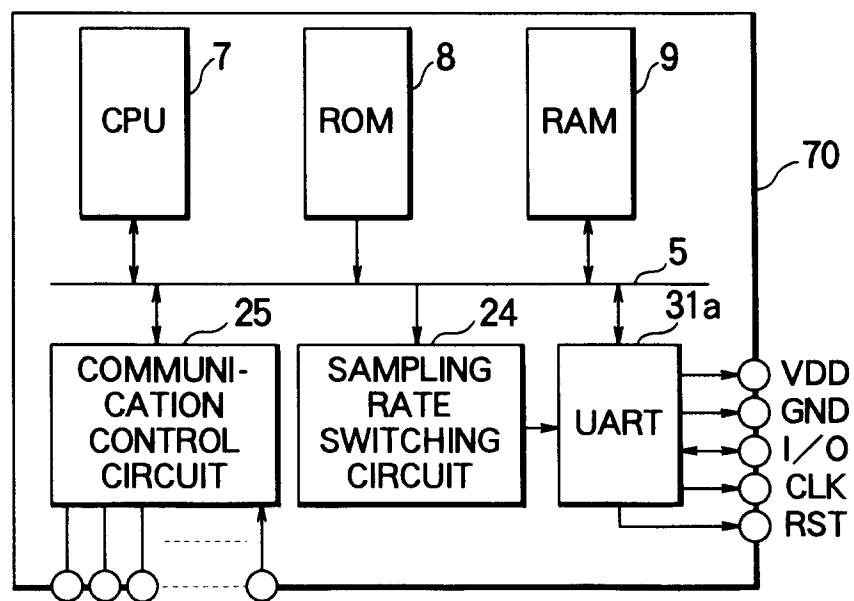 7
8
9
CPU
ROM
RAM
70
5
25
24
31a
COMMUNI-
CATION
CONTROL
CIRCUIT
SAMPLING
RATE
SWITCHING
CIRCUIT
UART
VDD
GND
I/O
CLK
RST